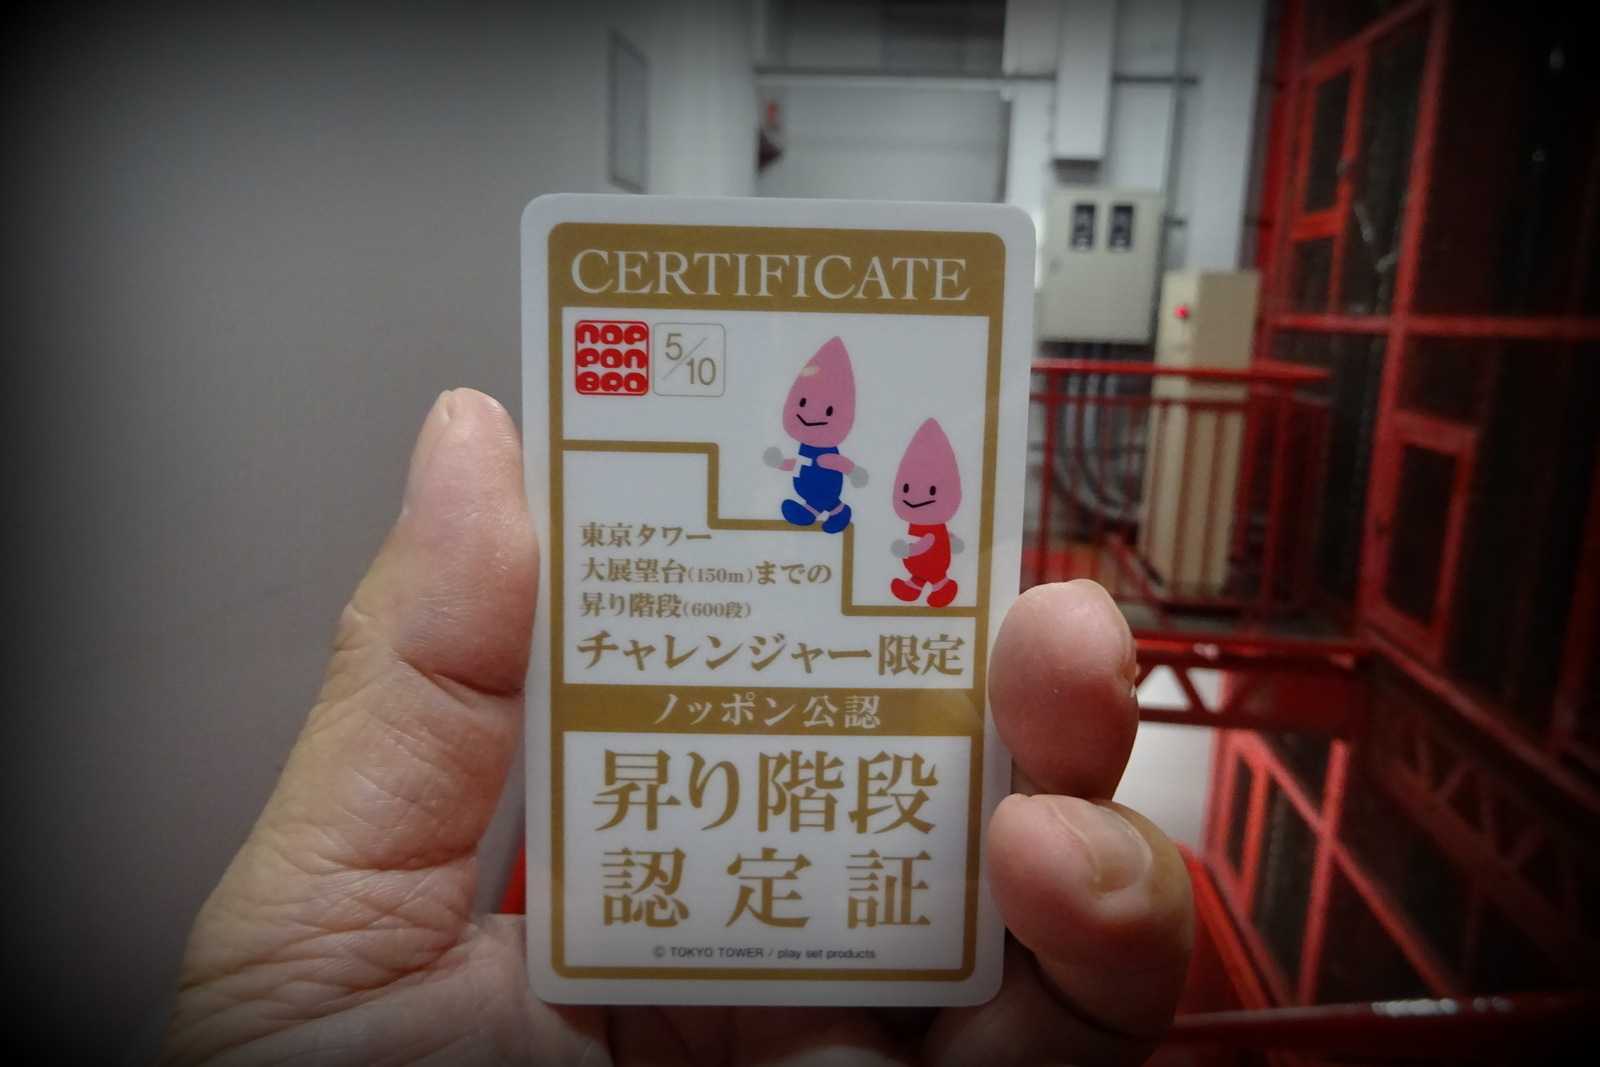 CERTIFICATE
nop
pon
BRO
5/10
東京タワー
大展望台(150m)までの
昇り階段(600段)
チャレンジャー限定
ノッポン公認
昇り階段
認定証
© TOKYO TOWER / play set products